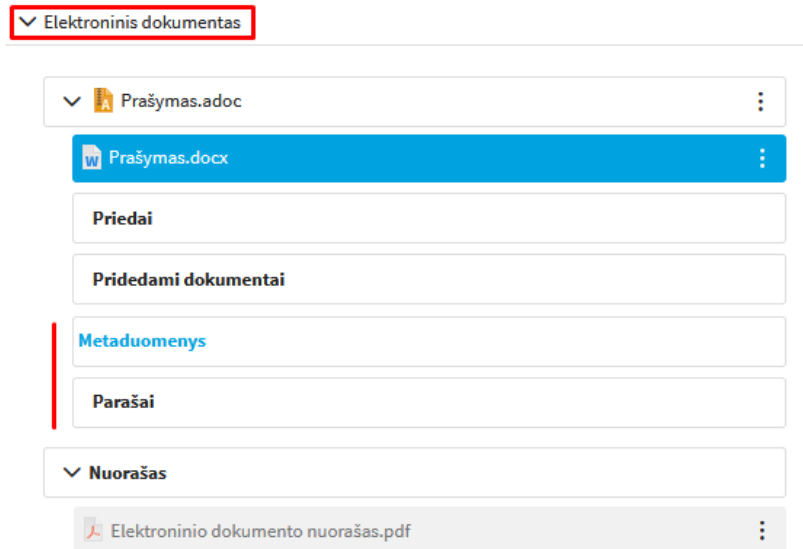 Elektroninis dokumentas
Prašymas.adoc
Prašymas.docx
Priedai
Pridedami dokumentai
Metaduomenys
Parašai
Nuorašas
Elektroninio dokumento nuorašas.pdf